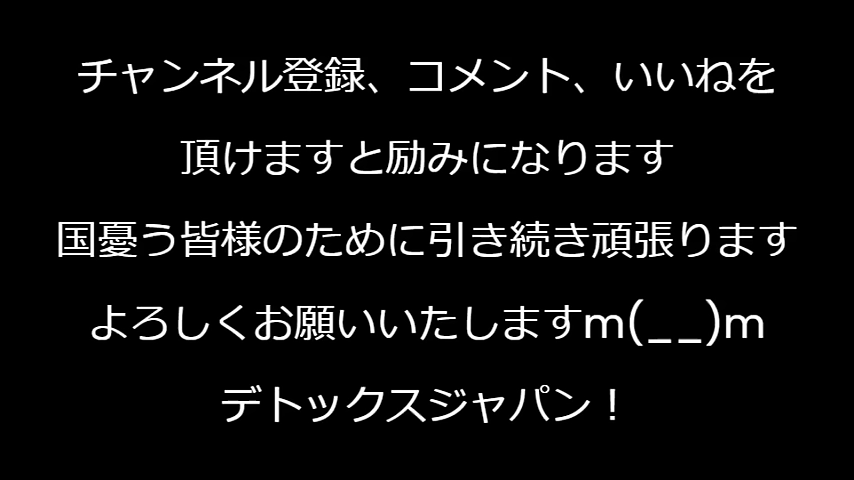 チャンネル登録、コメント、いいねを
頂けますと励みになります
国憂う皆様のために引き続き頑張ります
よろしくお願いいたしますm(__)m
デトックスジャパン！